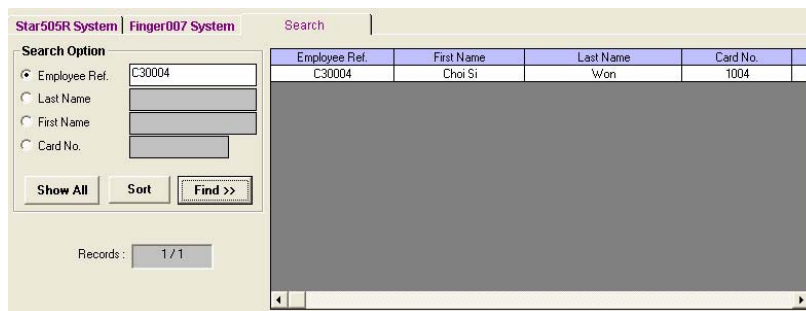 Star505R System Finger007 System Search
Search Option
Employee Ref. C30004
Last Name
First Name
Card No.
Show All Sort Find >>
Records : 1 / 1
Employee Ref. First Name Last Name Card No.
C30004 Choi Si Won 1004